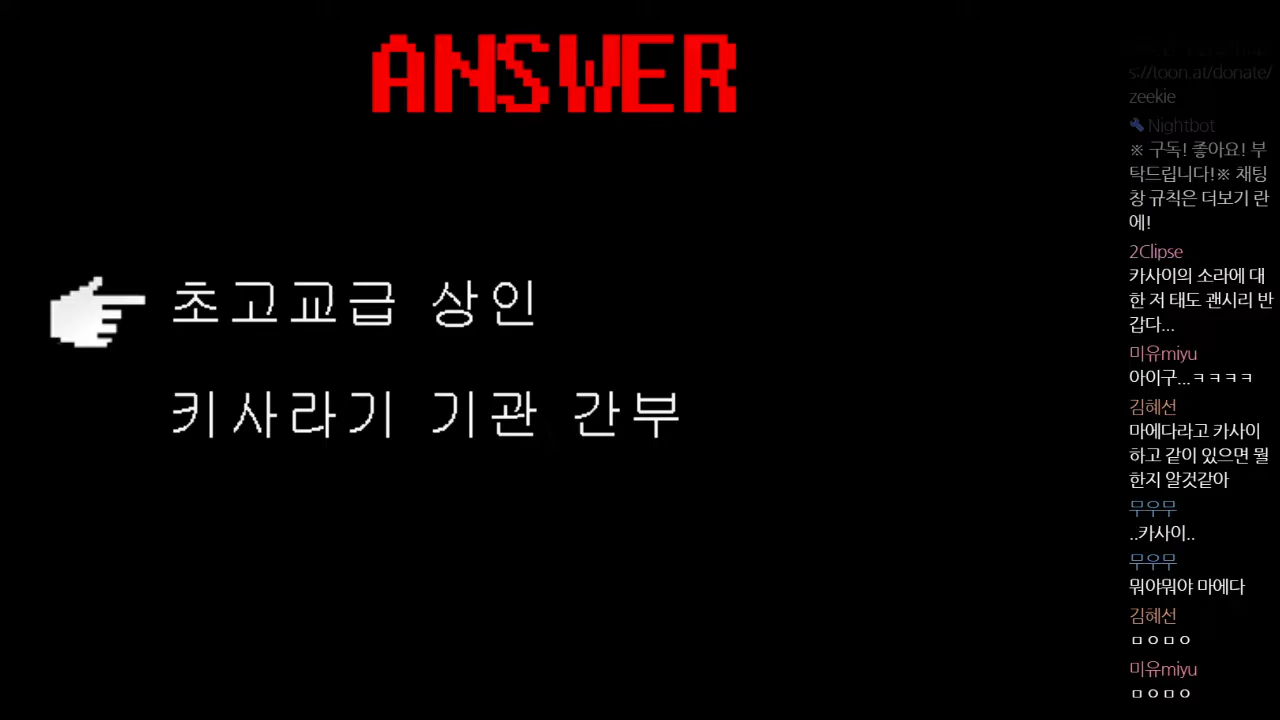 ANSWER
초고교급 상인
키사라기 기관 간부
s://toon.at/donate/
zeekie
Nightbot
※ 구독! 좋아요! 부
탁드립니다!※ 채팅
창 규칙은 더보기 란
에!
2Clipse
카사이의 소라에 대
한 저 태도 괜시리 반
갑다...
미유miyu
아이구...ㅋㅋㅋㅋ
김혜선
마에다라고 카사이
하고 같이 있으면 뭘
한지 알것같아
무우무
..카사이..
무우무
뭐야뭐야 마에다
김혜선
ㅁㅇㅁㅇ
미유miyu
ㅁㅇㅁㅇ